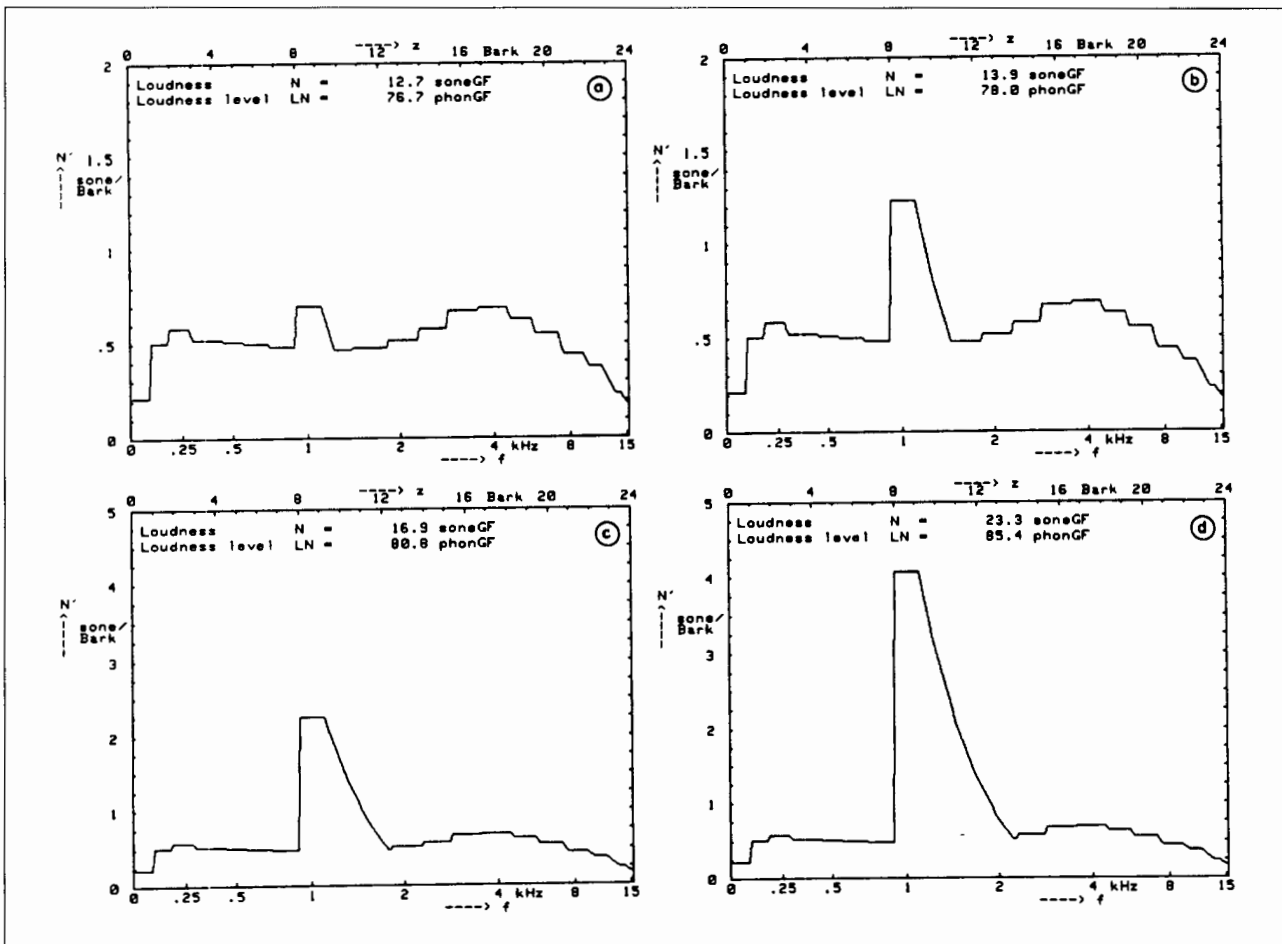 0 4 8 ----> 12 z 16 Bark 20 24
2
Loudness N = 12.7 soneGF
Loudness level LN = 76.7 phonGF
a
N' 1.5
sone/
Bark
1
.5
0
0 .25 .5 1 2 4 kHz 8 15
----> f
0 4 8 ----> 12 z 16 Bark 20 24
2
Loudness N = 13.9 soneGF
Loudness level LN = 78.0 phonGF
b
N' 1.5
sone/
Bark
1
.5
0
0 .25 .5 1 2 4 kHz 8 15
----> f
0 4 8 ----> 12 z 16 Bark 20 24
5
Loudness N = 16.9 soneGF
Loudness level LN = 80.8 phonGF
c
4
N'
sone/
Bark
3
2
1
0
0 .25 .5 1 2 4 kHz 8 15
----> f
0 4 8 ----> 12 z 16 Bark 20 24
5
Loudness N = 23.3 soneGF
Loudness level LN = 85.4 phonGF
d
4
N'
sone/
Bark
3
2
1
0
0 .25 .5 1 2 4 kHz 8 15
----> f